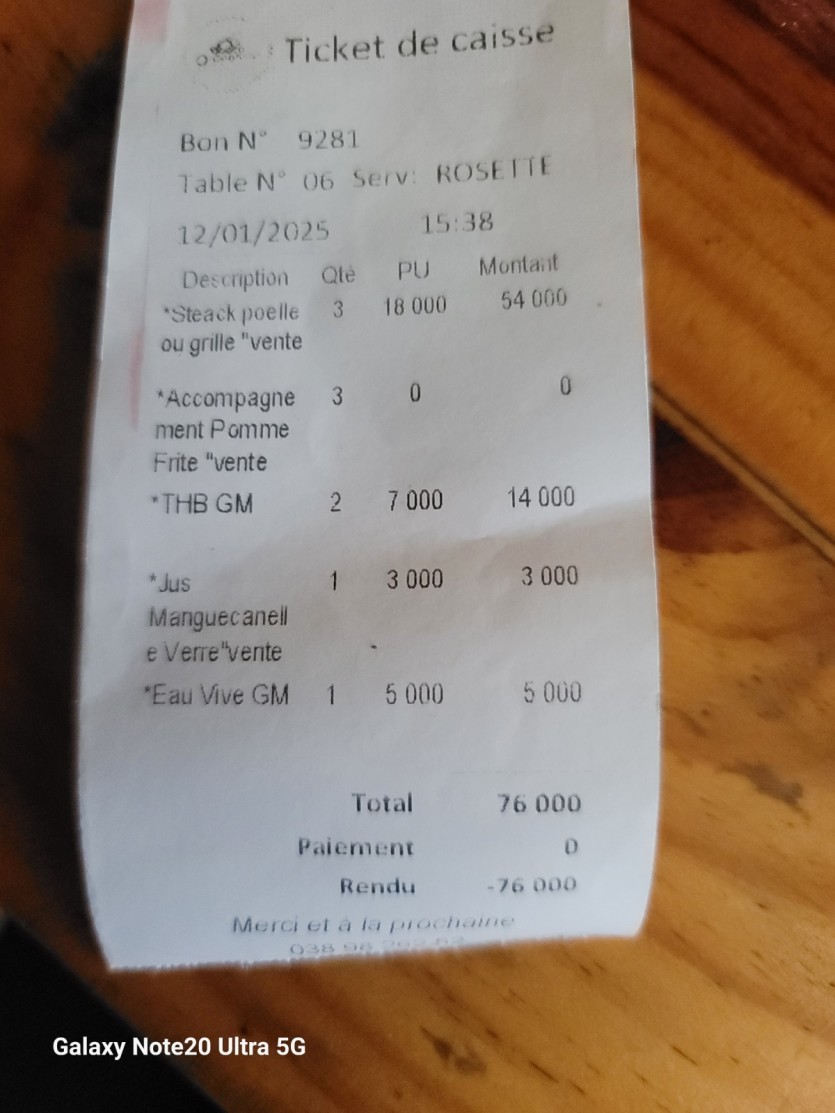 Ticket de caisse
Bon N° 9281
Table N° 06 Serv: ROSETTE
12/01/2025 15:38
Description Qté PU Montant
*Steack poelle 3 18 000 54 000
ou grille "vente
*Accompagne 3 0 0
ment Pomme
Frite "vente
*THB GM 2 7 000 14 000
*Jus 1 3 000 3 000
Manguecanell
e Verre"vente
*Eau Vive GM 1 5 000 5 000
Total 76 000
Paiement 0
Rendu -76 000
Merci et à la prochaine
038 96
Galaxy Note20 Ultra 5G